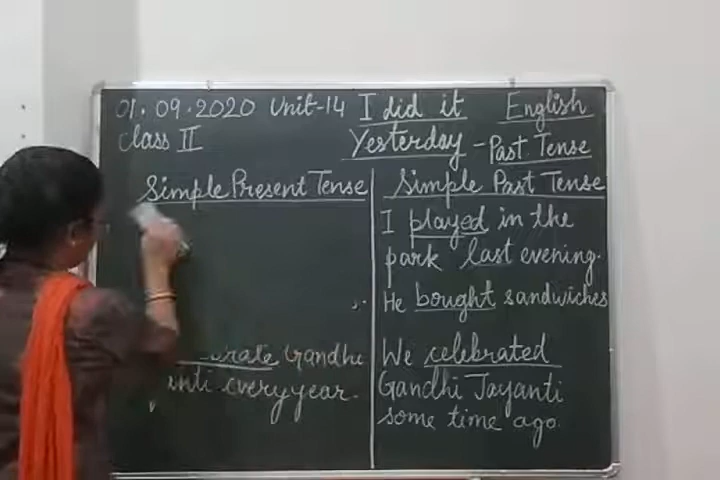 01.09.2020 Unit-14 I did it English
Class II Yesterday - Past Tense
Simple Present Tense
Gandhi
every year.
Simple Past Tense
I played in the
park last evening.
He bought sandwiches
We celebrated
Gandhi Jayanti
some time ago.